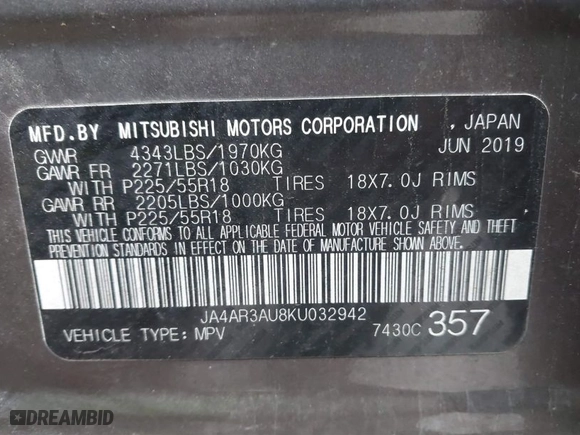 MFD.BY MITSUBISHI MOTORS CORPORATION , JAPAN
GVWR 4343LBS/1970KG JUN 2019
GAWR FR 2271LBS/1030KG
WITH P225/55R18 TIRES 18X7.0J RIMS
GAWR RR 2205LBS/1000KG
WITH P225/55R18 TIRES 18X7.0J RIMS
THIS VEHICLE CONFORMS TO ALL APPLICABLE FEDERAL MOTOR VEHICLE SAFETY AND THEFT
PREVENTION STANDARDS IN EFFECT ON THE DATE OF MANUFACTURE SHOWN ABOVE.
JA4AR3AU8KU032942
VEHICLE TYPE: MPV 7430C 357
DREAMBID